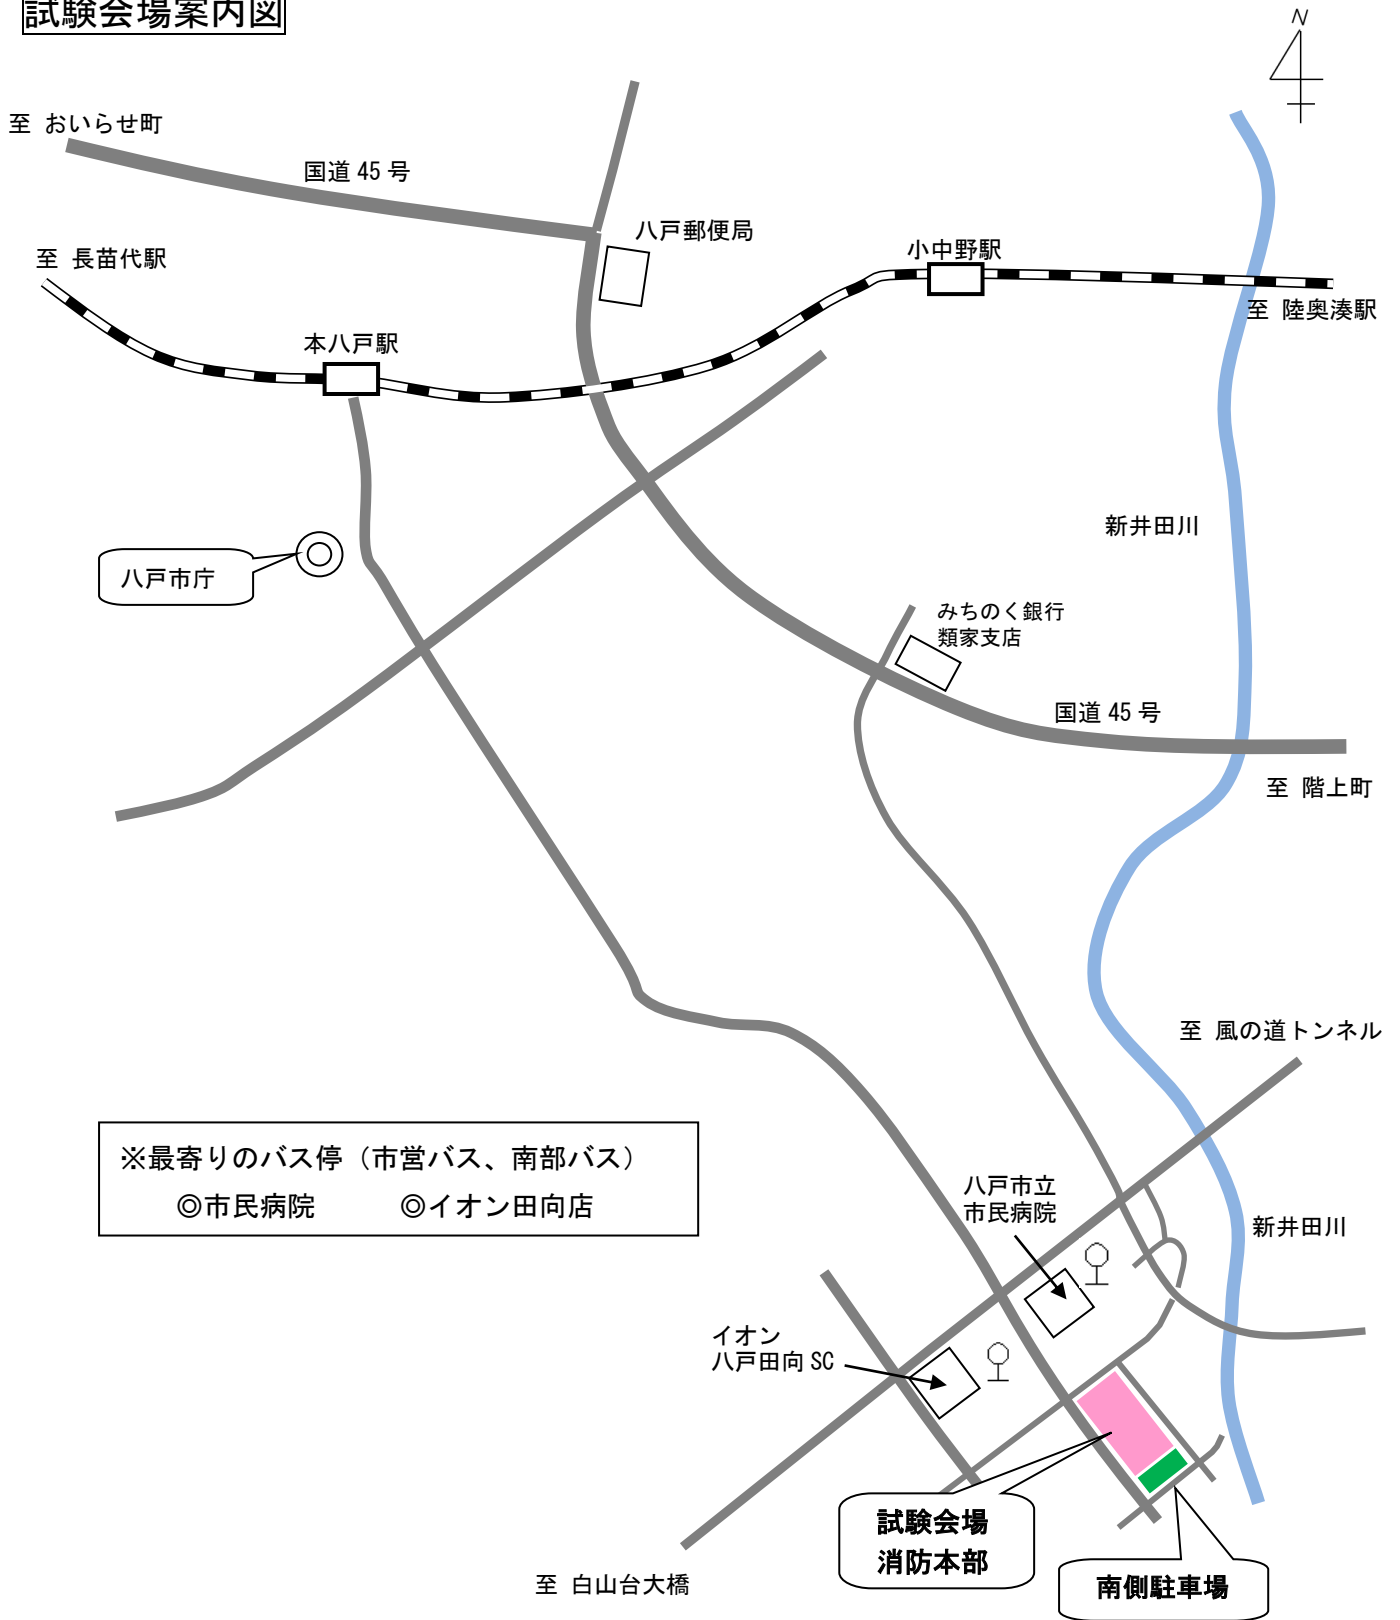 試験会場案内図
N
至 おいらせ町
国道 45 号
八戸郵便局
小中野駅
至 長苗代駅
至 陸奥湊駅
本八戸駅
新井田川
八戸市庁
みちのく銀行
類家支店
国道 45 号
至 階上町
至 風の道トンネル
※最寄りのバス停（市営バス、南部バス）
◎市民病院 ◎イオン田向店
八戸市立
市民病院
新井田川
イオン
八戸田向 SC
試験会場
消防本部
南側駐車場
至 白山台大橋